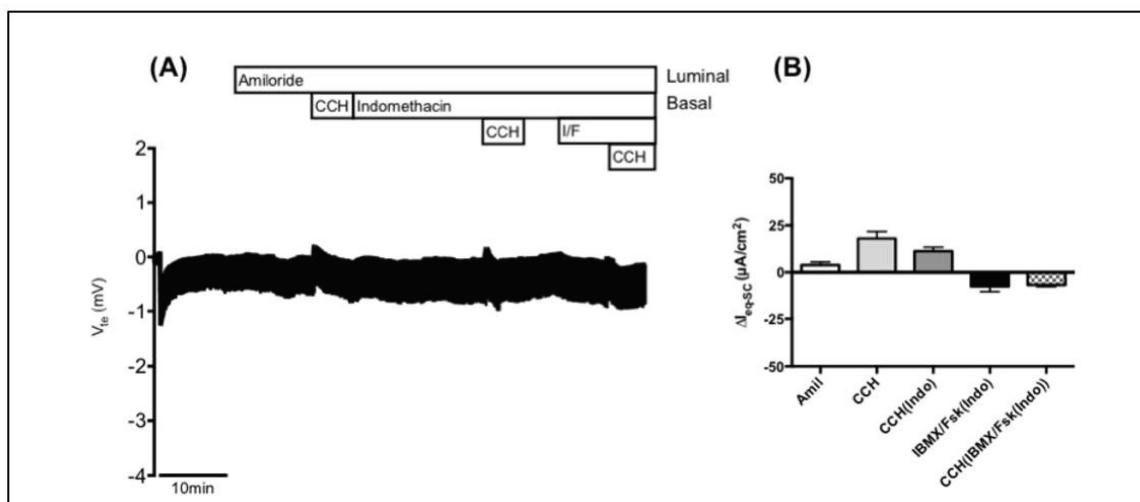 (A)
Amiloride
Luminal
CCH
Indomethacin
Basal
CCH
I/F
CCH
2
1
0
-1
-2
-3
-4
Vte (mV)
10min
(B)
50
25
0
-25
-50
ΔIeq-SC (µA/cm²)
Amil
CCH
CCH(Indo)
IBMX/Fsk(Indo)
CCH(IBMX/Fsk(Indo))